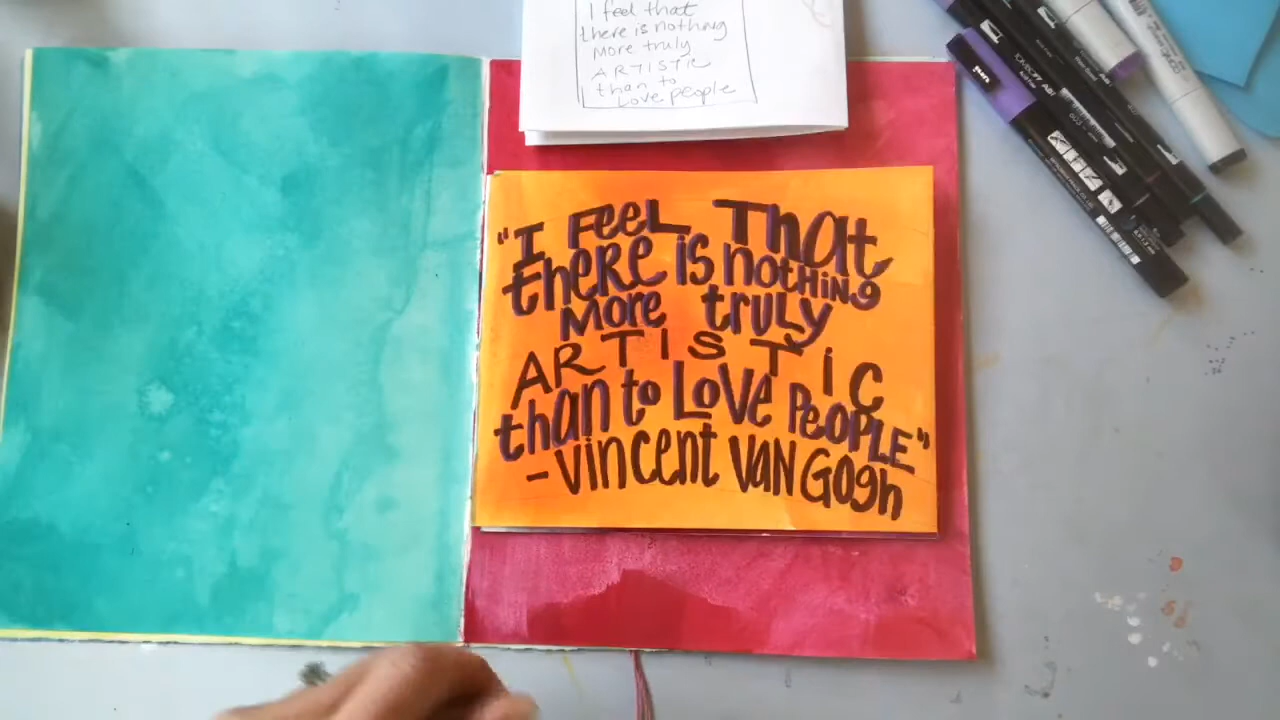 I feel that
there is nothing
More truly
ARTISTIC
than to
Love people
"I FeeL That
theRe is notHiNg
MoRe truLy
ARTISTiC
than to LoVe PeoPLE"
-Vincent VAN Gogh